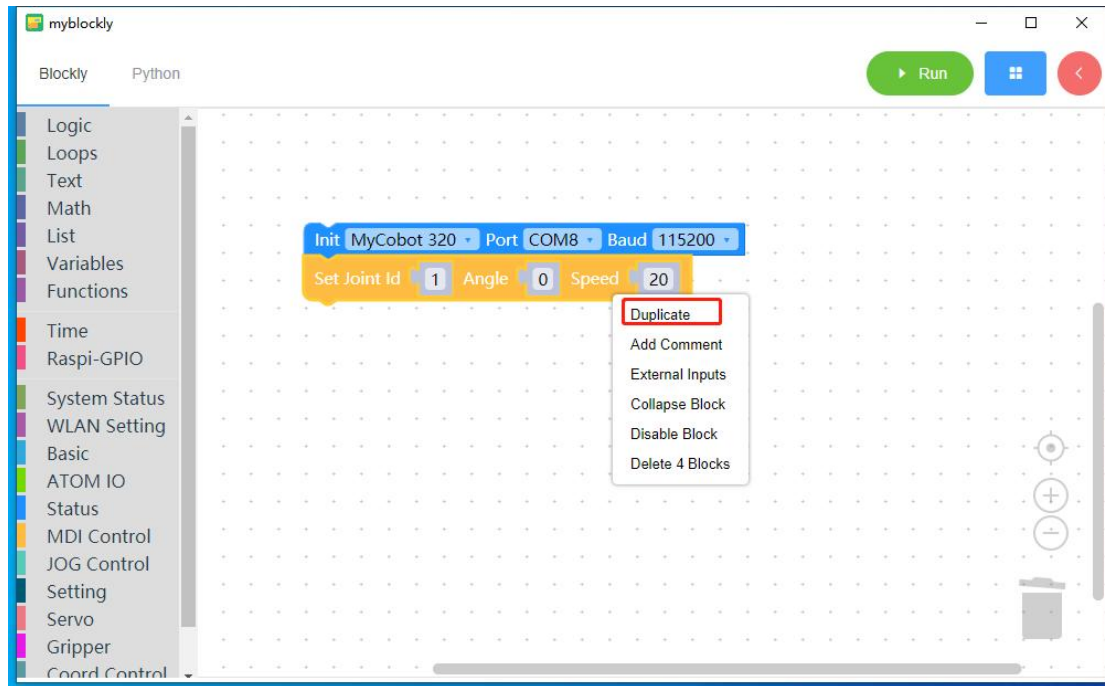 myblockly
Blockly Python
Run
Logic
Loops
Text
Math
List
Variables
Functions
Time
Raspi-GPIO
System Status
WLAN Setting
Basic
ATOM IO
Status
MDI Control
JOG Control
Setting
Servo
Gripper
Coord Control
Init MyCobot 320 Port COM8 Baud 115200
Set Joint Id 1 Angle 0 Speed 20
Duplicate
Add Comment
External Inputs
Collapse Block
Disable Block
Delete 4 Blocks